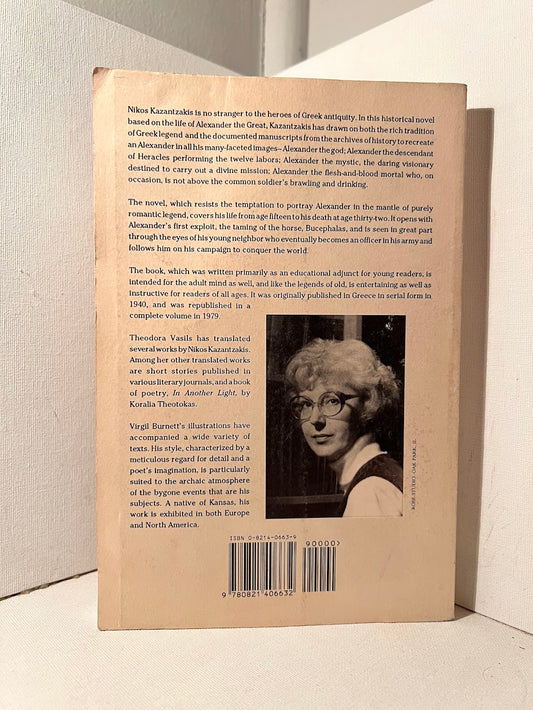 Nikos Kazantzakis is no stranger to the heroes of Greek antiquity. In this historical novel
based on the life of Alexander the Great, Kazantzakis has drawn on both the rich tradition
of Greek legend and the documented manuscripts from the archives of history to recreate
an Alexander in all his many-faceted images—Alexander the god; Alexander the descendant
of Heracles performing the twelve labors; Alexander the mystic, the daring visionary
destined to carry out a divine mission; Alexander the flesh-and-blood mortal who, on
occasion, is not above the common soldier's brawling and drinking.
The novel, which resists the temptation to portray Alexander in the mantle of purely
romantic legend, covers his life from age fifteen to his death at age thirty-two. It opens with
Alexander's first exploit, the taming of the horse, Bucephalas, and is seen in great part
through the eyes of his young neighbor who eventually becomes an officer in his army and
follows him on his campaign to conquer the world.
The book, which was written primarily as an educational adjunct for young readers, is
intended for the adult mind as well, and like the legends of old, is entertaining as well as
instructive for readers of all ages. It was originally published in Greece in serial form in
1940, and was republished in a
complete volume in 1979.
Theodora Vasils has translated
several works by Nikos Kazantzakis.
Among her other translated works
are short stories published in
various literary journals, and a book
of poetry, In Another Light, by
Koralia Theotokas.
Virgil Burnett's illustrations have
accompanied a wide variety of
texts. His style, characterized by a
meticulous regard for detail and a
poet's imagination, is particularly
suited to the archaic atmosphere
of the bygone events that are his
subjects. A native of Kansas, his
work is exhibited in both Europe
and North America.
STUDIO, OAK PARK, IL
ISBN 0-8214-0663-9
90000>
9 780821 406632